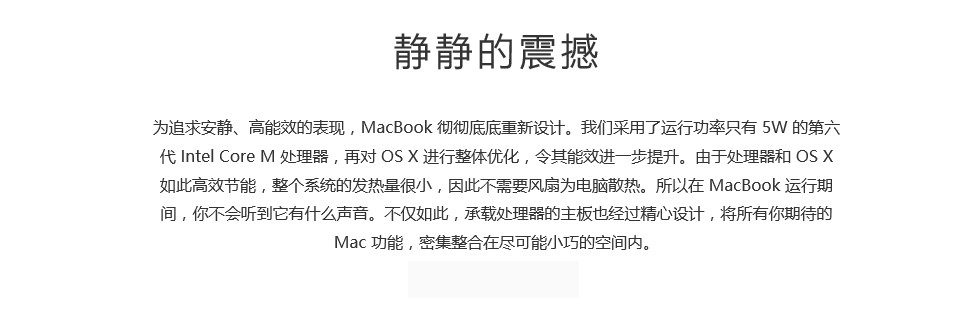 静静的震撼
为追求安静、高能效的表现，MacBook 彻彻底底重新设计。我们采用了运行功率只有 5W 的第六
代 Intel Core M 处理器，再对 OS X 进行整体优化，令其能效进一步提升。由于处理器和 OS X
如此高效节能，整个系统的发热量很小，因此不需要风扇为电脑散热。所以在 MacBook 运行期
间，你不会听到它有什么声音。不仅如此，承载处理器的主板也经过精心设计，将所有你期待的
Mac 功能，密集整合在尽可能小巧的空间内。